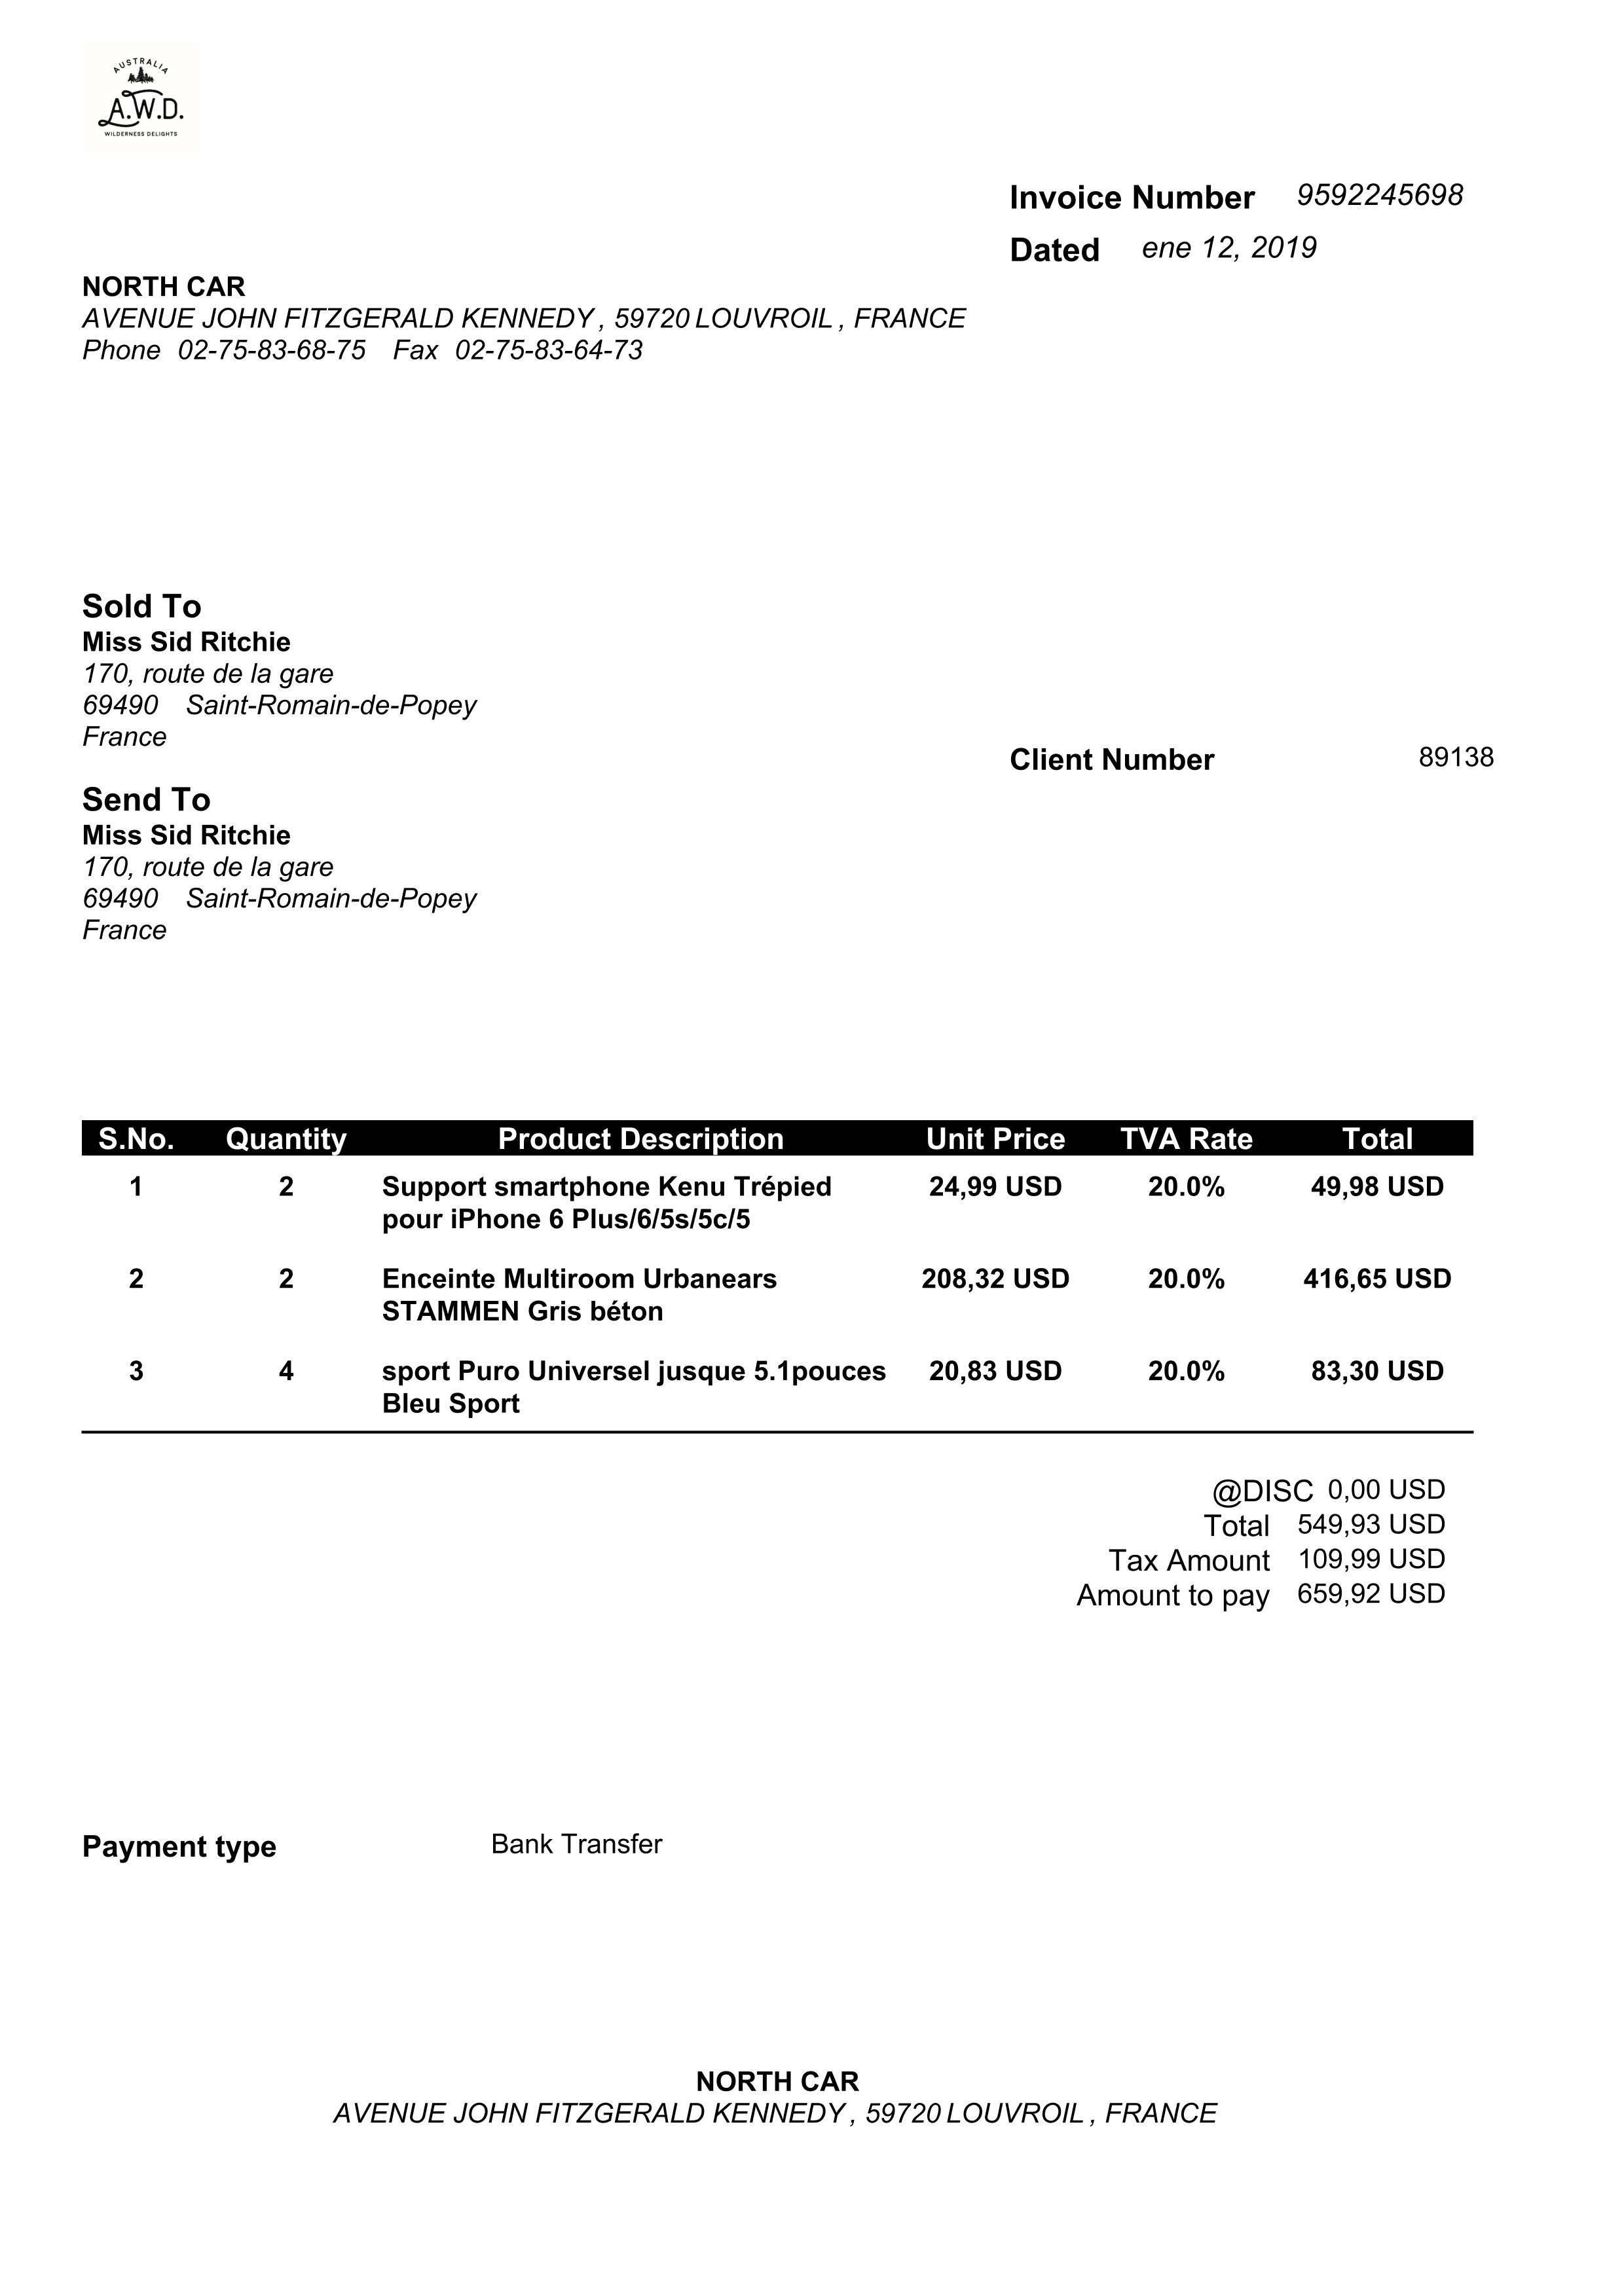 AUSTRALIA
A.W.D.
WILDERNESS DELIGHTS
Invoice Number 9592245698
Dated ene 12, 2019
NORTH CAR
AVENUE JOHN FITZGERALD KENNEDY , 59720 LOUVROIL , FRANCE
Phone 02-75-83-68-75 Fax 02-75-83-64-73
Sold To
Miss Sid Ritchie
170, route de la gare
69490 Saint-Romain-de-Popey
France
Client Number 89138
Send To
Miss Sid Ritchie
170, route de la gare
69490 Saint-Romain-de-Popey
France
S.No. Quantity Product Description Unit Price TVA Rate Total
1 2 Support smartphone Kenu Trépied 24,99 USD 20.0% 49,98 USD
pour iPhone 6 Plus/6/5s/5c/5
2 2 Enceinte Multiroom Urbanears 208,32 USD 20.0% 416,65 USD
STAMMEN Gris béton
3 4 sport Puro Universel jusque 5.1pouces 20,83 USD 20.0% 83,30 USD
Bleu Sport
@DISC 0,00 USD
Total 549,93 USD
Tax Amount 109,99 USD
Amount to pay 659,92 USD
Payment type Bank Transfer
NORTH CAR
AVENUE JOHN FITZGERALD KENNEDY , 59720 LOUVROIL , FRANCE